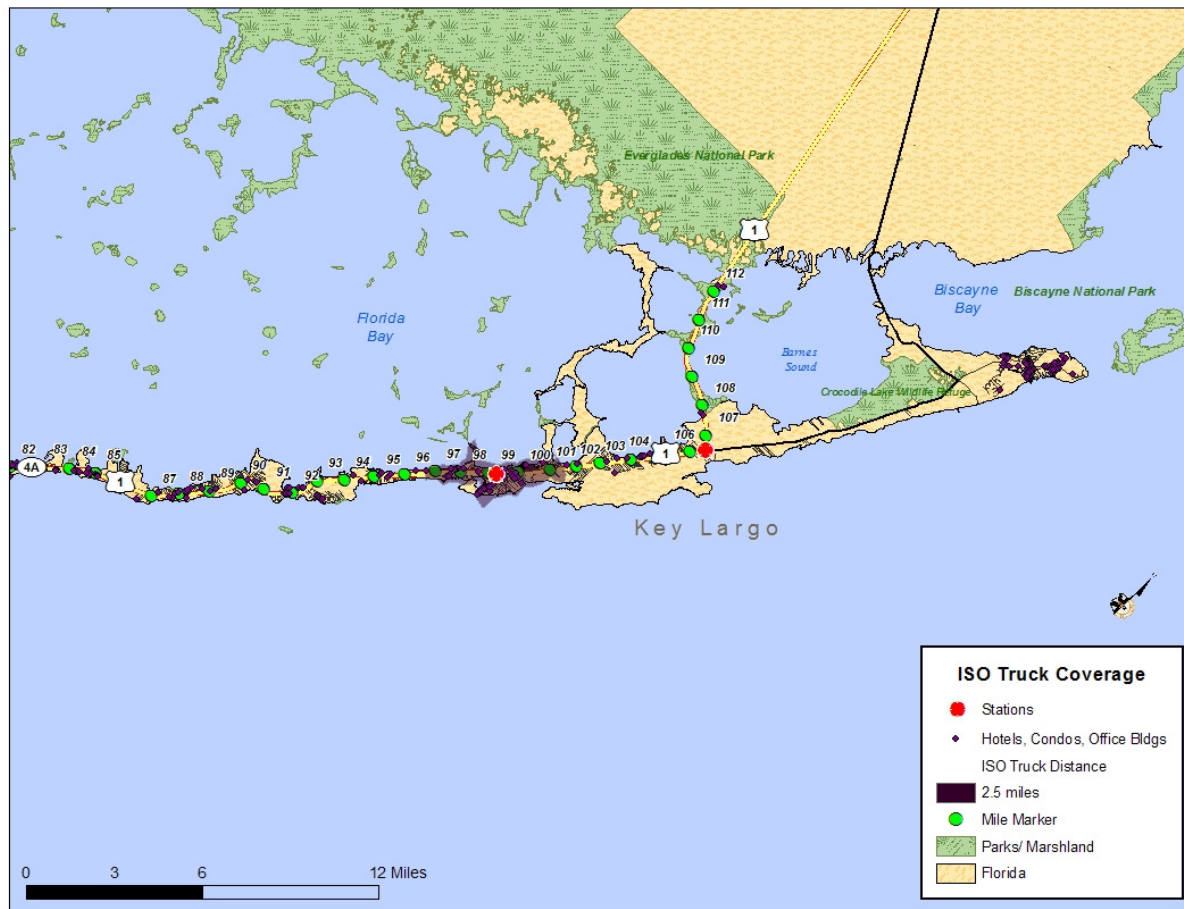 Everglades National Park
1
112
Florida
Bay
111
Biscayne
Bay
Biscayne National Park
110
Barnes
Sound
109
Crocodile Lake Wildlife Refuge
108
107
106
82
83
84
85
87
88
89
90
91
92
93
94
95
96
97
98
99
100
101
102
103
104
1
4A
1
Key Largo
ISO Truck Coverage
Stations
Hotels, Condos, Office Bldgs
ISO Truck Distance
2.5 miles
Mile Marker
Parks/ Marshland
Florida
0 3 6 12 Miles